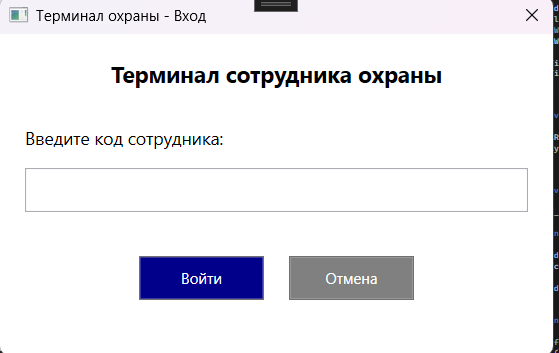 Терминал охраны - Вход
Терминал сотрудника охраны
Введите код сотрудника:
Войти
Отмена